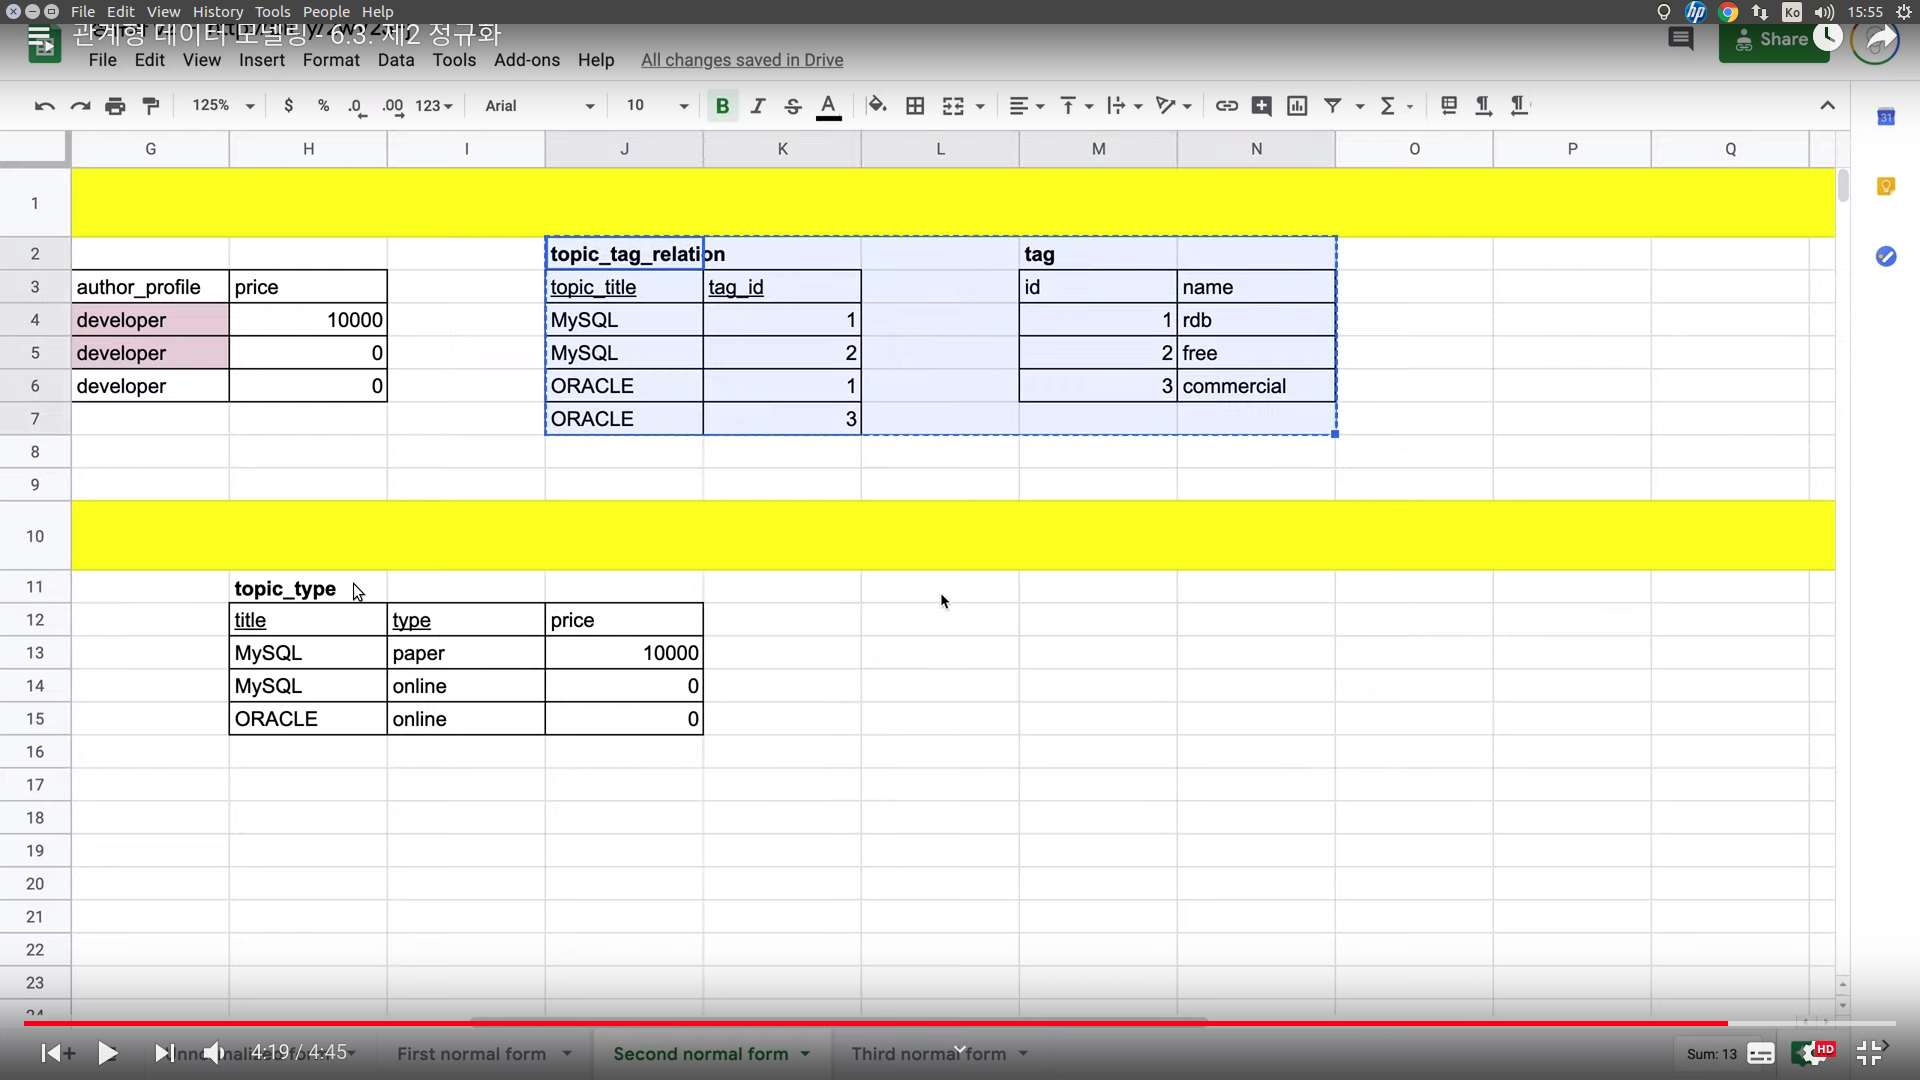 File Edit View History Tools People Help
Ko 15:55
관계형 데이터 모델링 - 6.3. 제2 정규화
File Edit View Insert Format Data Tools Add-ons Help All changes saved in Drive
Share
125% $ % .0 .00 123 Arial 10 B I S A
31
G H I J K L M N O P Q
1
2 topic_tag_relation tag
3 author_profile price topic_title tag_id id name
4 developer 10000 MySQL 1 1 rdb
5 developer 0 MySQL 2 2 free
6 developer 0 ORACLE 1 3 commercial
7 ORACLE 3
8
9
10
11 topic_type
12 title type price
13 MySQL paper 10000
14 MySQL online 0
15 ORACLE online 0
16
17
18
19
20
21
22
23
24
4:19 / 4:45 First normal form Second normal form Third normal form Sum: 13 HD